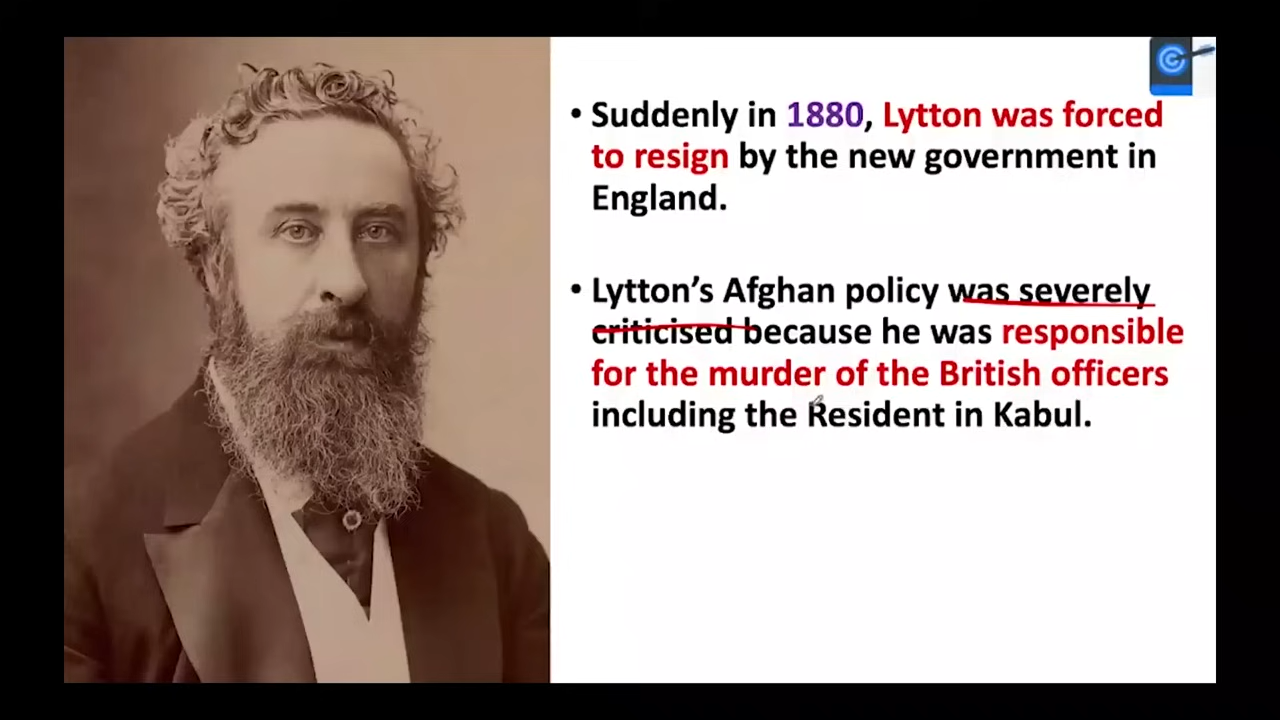 • Suddenly in 1880, Lytton was forced
to resign by the new government in
England.
• Lytton’s Afghan policy was severely
criticised because he was responsible
for the murder of the British officers
including the Resident in Kabul.